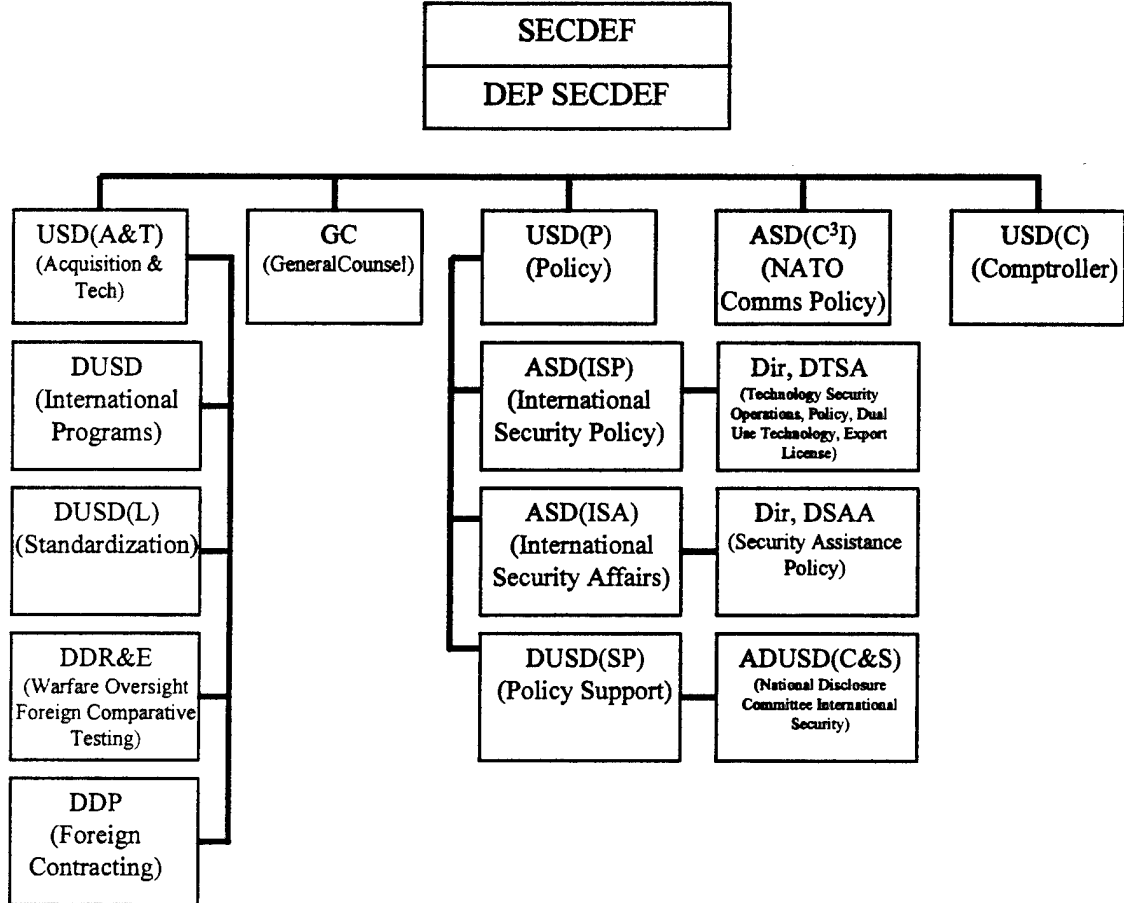 SECDEF
DEP SECDEF
USD(A&T)
(Acquisition &
Tech)
GC
(GeneralCounsel)
USD(P)
(Policy)
ASD(C³I)
(NATO
Comms Policy)
USD(C)
(Comptroller)
DUSD
(International
Programs)
ASD(ISP)
(International
Security Policy)
Dir, DTSA
(Technology Security
Operations, Policy, Dual
Use Technology, Export
License)
DUSD(L)
(Standardization)
ASD(ISA)
(International
Security Affairs)
Dir, DSAA
(Security Assistance
Policy)
DDR&E
(Warfare Oversight
Foreign Comparative
Testing)
DUSD(SP)
(Policy Support)
ADUSD(C&S)
(National Disclosure
Committee International
Security)
DDP
(Foreign
Contracting)